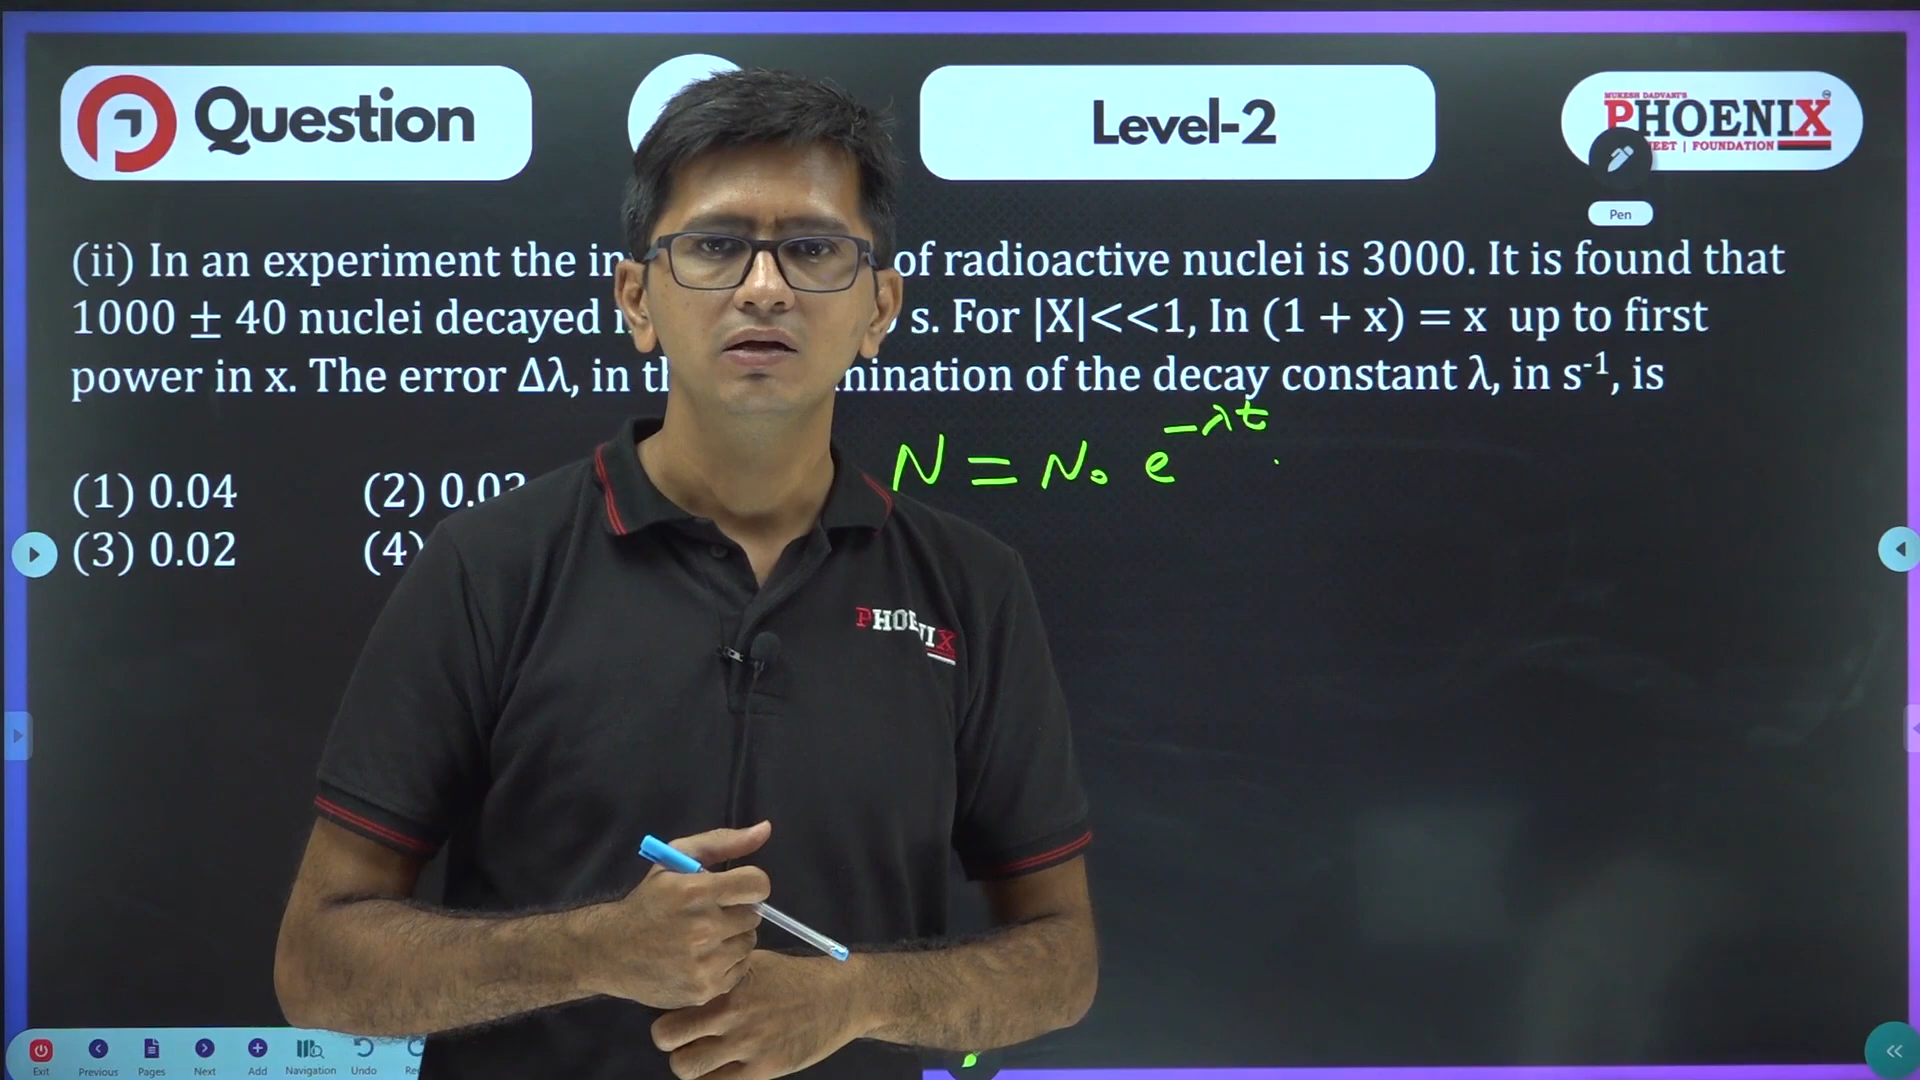 Question
Level-2
MUKESH DADVANI'S
PHOENIX
NEET | FOUNDATION
Pen
(ii) In an experiment the of radioactive nuclei is 3000. It is found that
1000 ± 40 nuclei decayed s. For |X|<<1, In (1 + x) = x up to first
power in x. The error Δλ, in of the decay constant λ, in s⁻¹, is
N = N₀ e^-λt
(1) 0.04 (2)
(3) 0.02 (4)
PHOENIX
Exit Previous Pages Next Add Navigation Undo